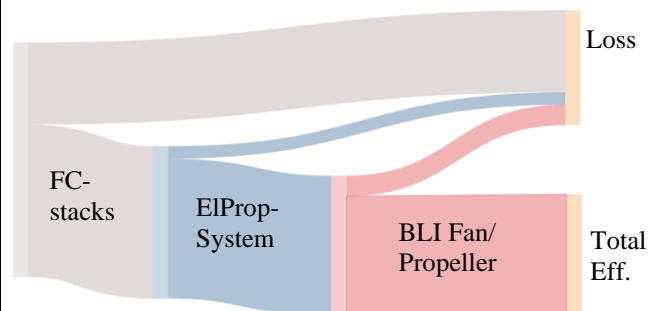 Loss
FC-
stacks
ElProp-
System
BLI Fan/
Propeller
Total
Eff.